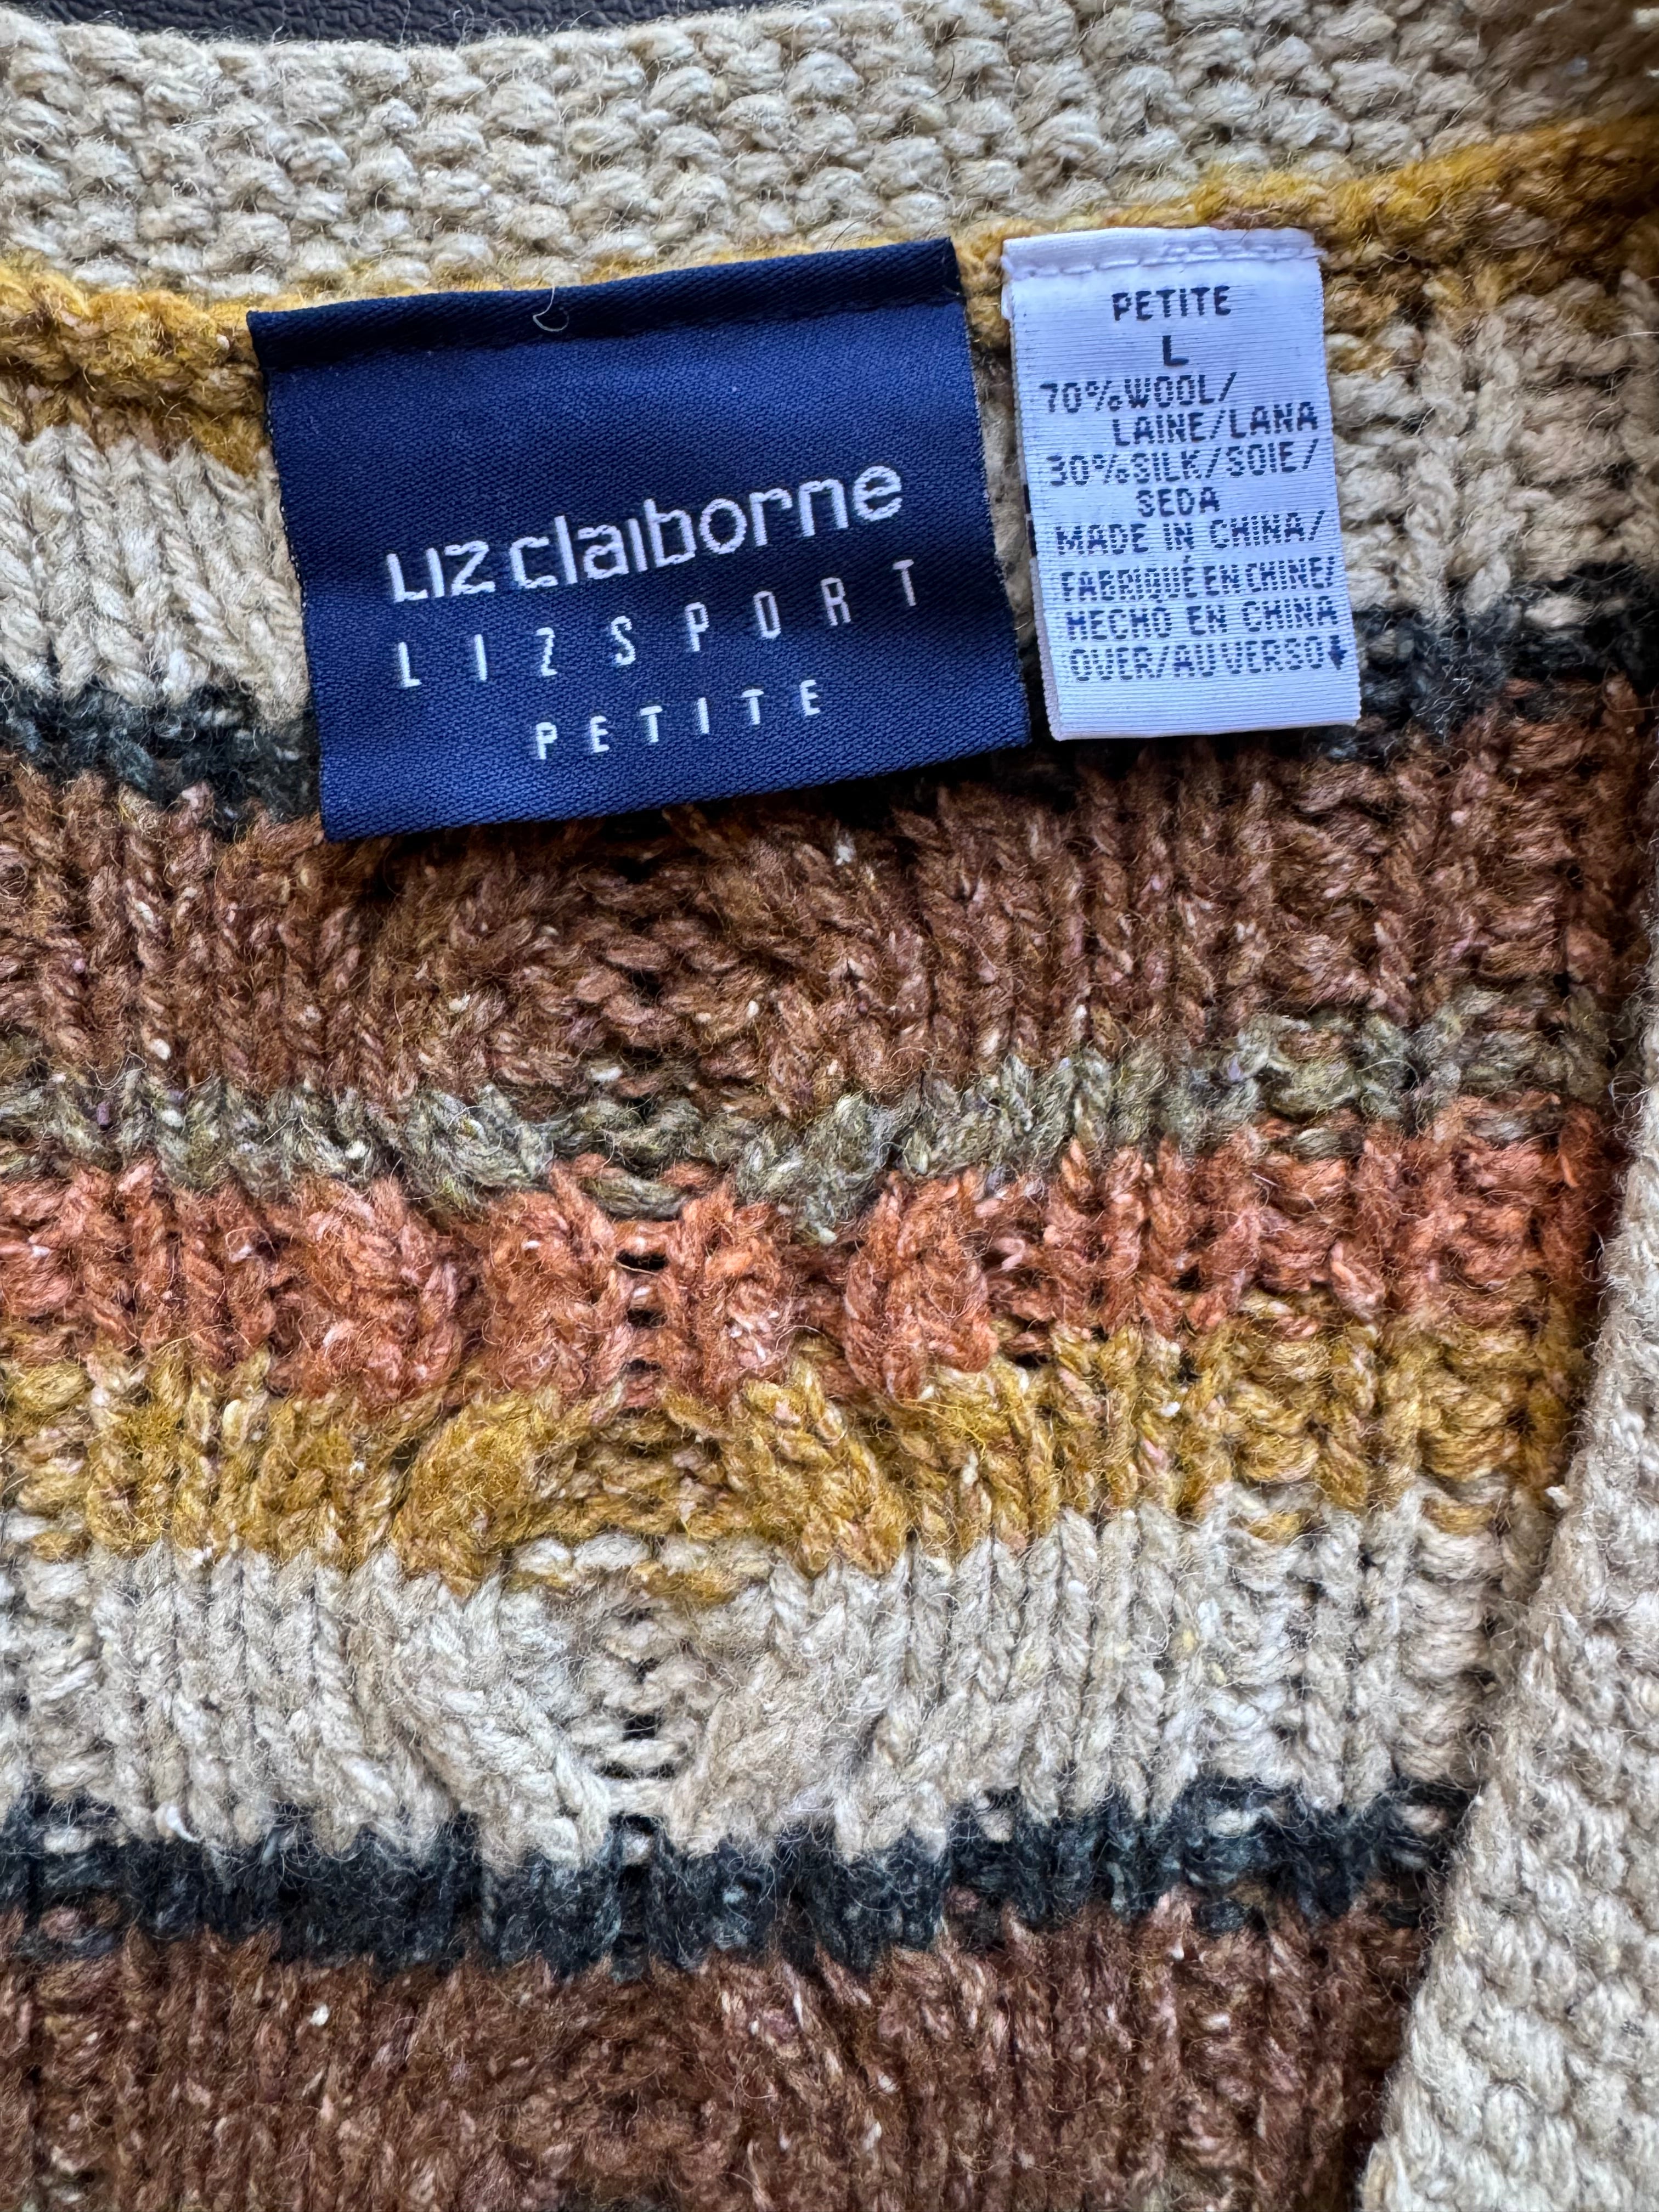 Liz claiborne
LIZSPORT
PETITE
PETITE
L
70%WOOL/
LAINE/LANA
30%SILK/SOIE/
SEDA
MADE IN CHINA/
FABRIQUÉ EN CHINE/
HECHO EN CHINA
OVER/AU VERSO